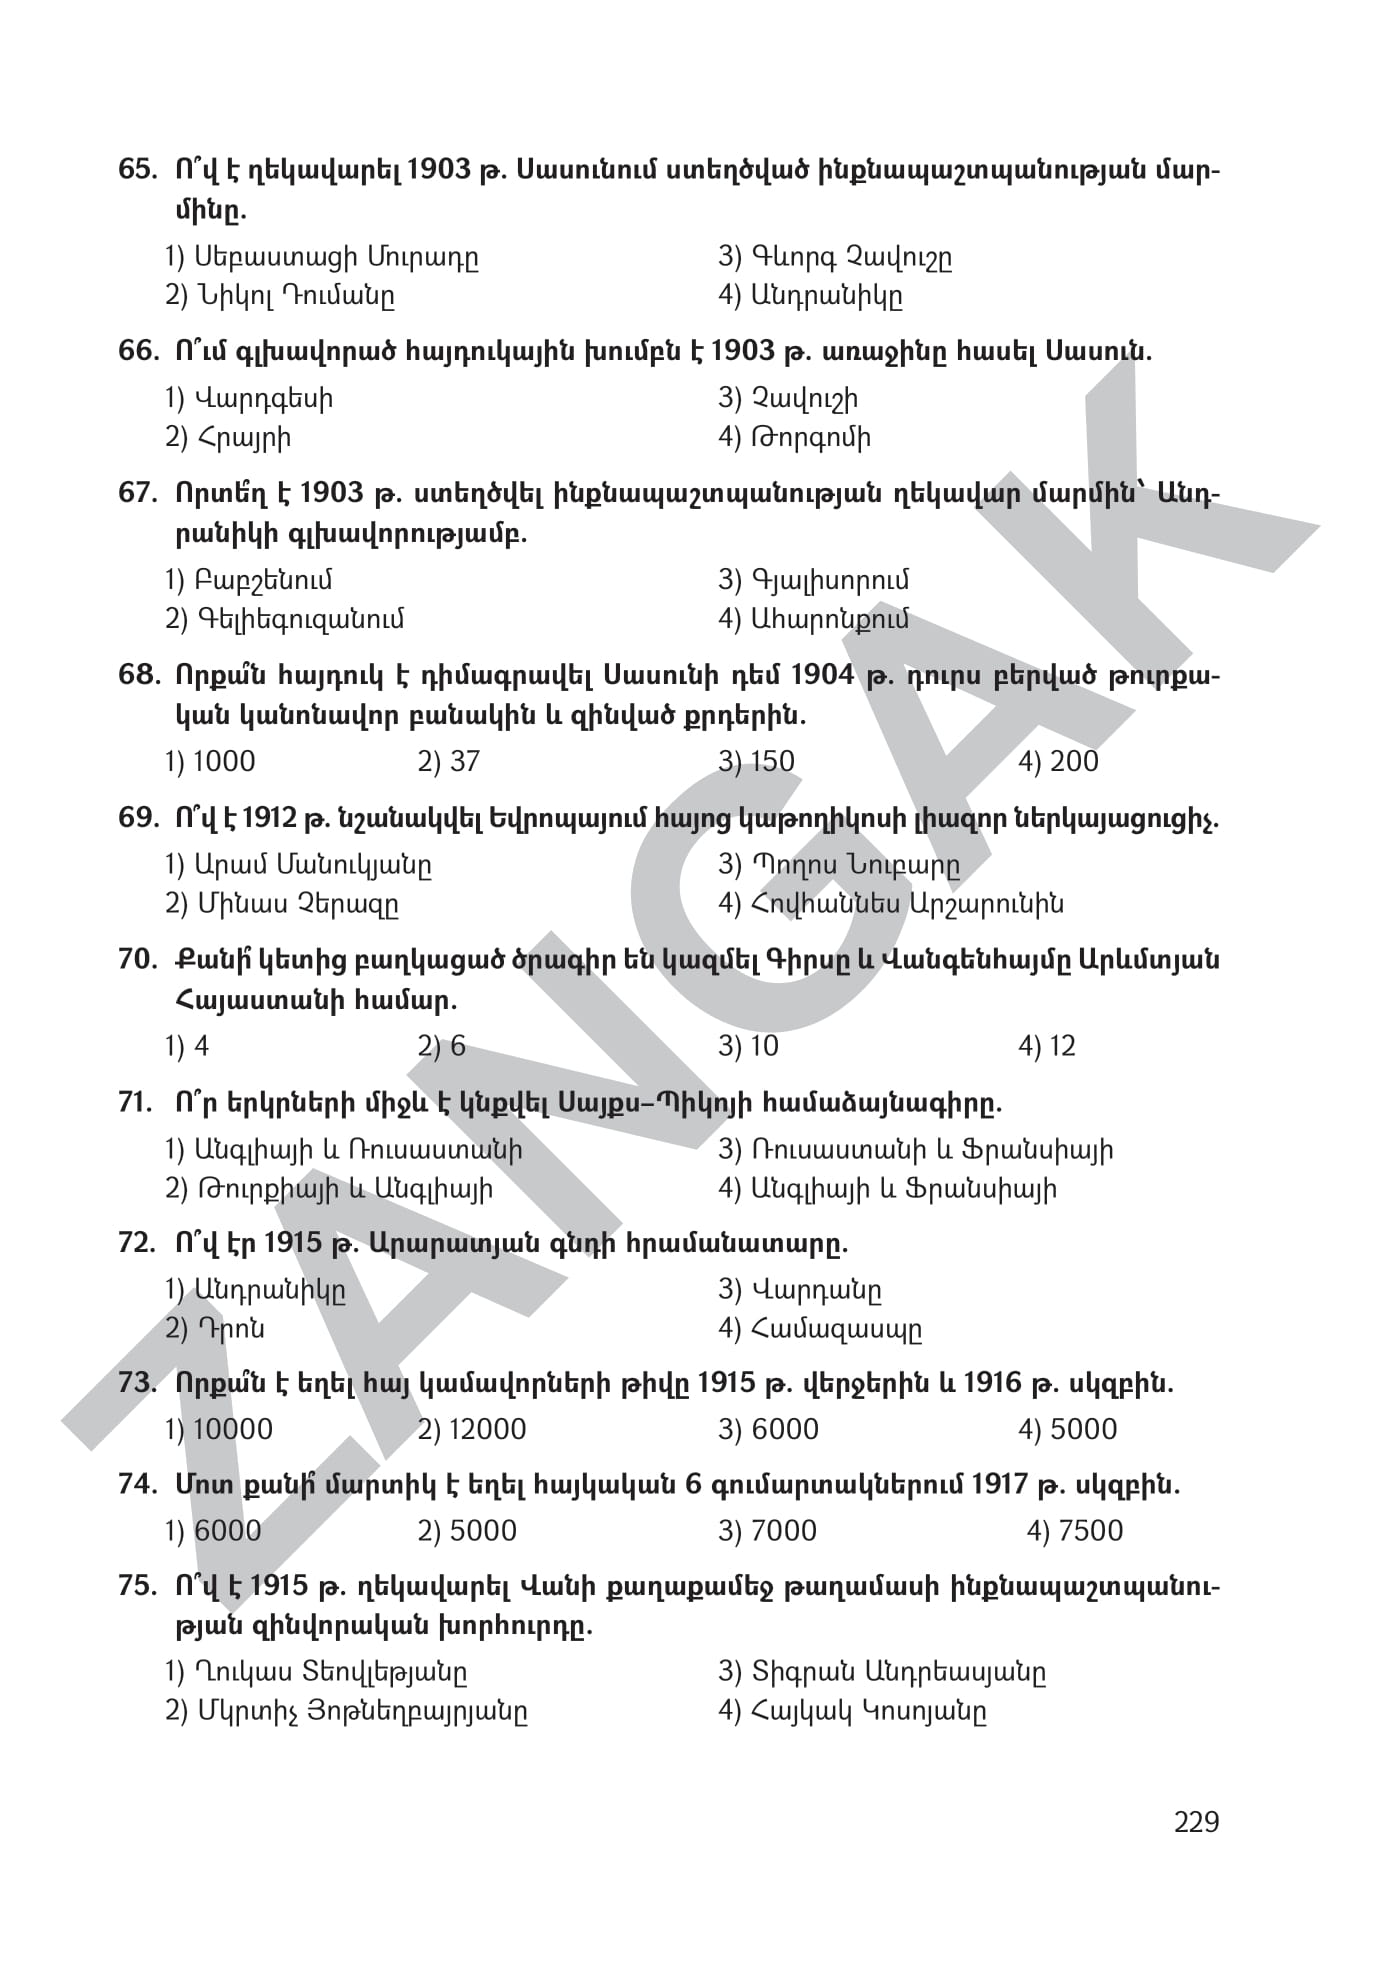 65. Ո՞վ է ղեկավարել 1903 թ. Սասունում ստեղծված ինքնապաշտպանության մար-
մինը.
1) Սեբաստացի Մուրադը 3) Գևորգ Չավուշը
2) Նիկոլ Դումանը 4) Անդրանիկը
66. Ո՞ւմ գլխավորած հայդուկային խումբն է 1903 թ. առաջինը հասել Սասուն.
1) Վարդգեսի 3) Չավուշի
2) Հրայրի 4) Թորգոմի
67. Որտե՞ղ է 1903 թ. ստեղծվել ինքնապաշտպանության ղեկավար մարմին՝ Անդ-
րանիկի գլխավորությամբ.
1) Բաբշենում 3) Գյալիսորում
2) Գելիեգուզանում 4) Ահարոնքում
68. Որքա՞ն հայդուկ է դիմագրավել Սասունի դեմ 1904 թ. դուրս բերված թուրքա-
կան կանոնավոր բանակին և զինված քրդերին.
1) 1000 2) 37 3) 150 4) 200
69. Ո՞վ է 1912 թ. նշանակվել Եվրոպայում հայոց կաթողիկոսի լիազոր ներկայացուցիչ.
1) Արամ Մանուկյանը 3) Պողոս Նուբարը
2) Մինաս Չերազը 4) Հովհաննես Արշարունին
70. Քանի՞ կետից բաղկացած ծրագիր են կազմել Գիրսը և Վանգենհայմը Արևմտյան
Հայաստանի համար.
1) 4 2) 6 3) 10 4) 12
71. Ո՞ր երկրների միջև է կնքվել Սայքս–Պիկոյի համաձայնագիրը.
1) Անգլիայի և Ռուսաստանի 3) Ռուսաստանի և Ֆրանսիայի
2) Թուրքիայի և Անգլիայի 4) Անգլիայի և Ֆրանսիայի
72. Ո՞վ էր 1915 թ. Արարատյան գնդի հրամանատարը.
1) Անդրանիկը 3) Վարդանը
2) Դրոն 4) Համազասպը
73. Որքա՞ն է եղել հայ կամավորների թիվը 1915 թ. վերջերին և 1916 թ. սկզբին.
1) 10000 2) 12000 3) 6000 4) 5000
74. Մոտ քանի՞ մարտիկ է եղել հայկական 6 գումարտակներում 1917 թ. սկզբին.
1) 6000 2) 5000 3) 7000 4) 7500
75. Ո՞վ է 1915 թ. ղեկավարել Վանի քաղաքամեջ թաղամասի ինքնապաշտպանու-
թյան զինվորական խորհուրդը.
1) Ղուկաս Տեովլեթյանը 3) Տիգրան Անդրեասյանը
2) Մկրտիչ Յոթնեղբայրյանը 4) Հայկակ Կոսոյանը
229
ZANGAK